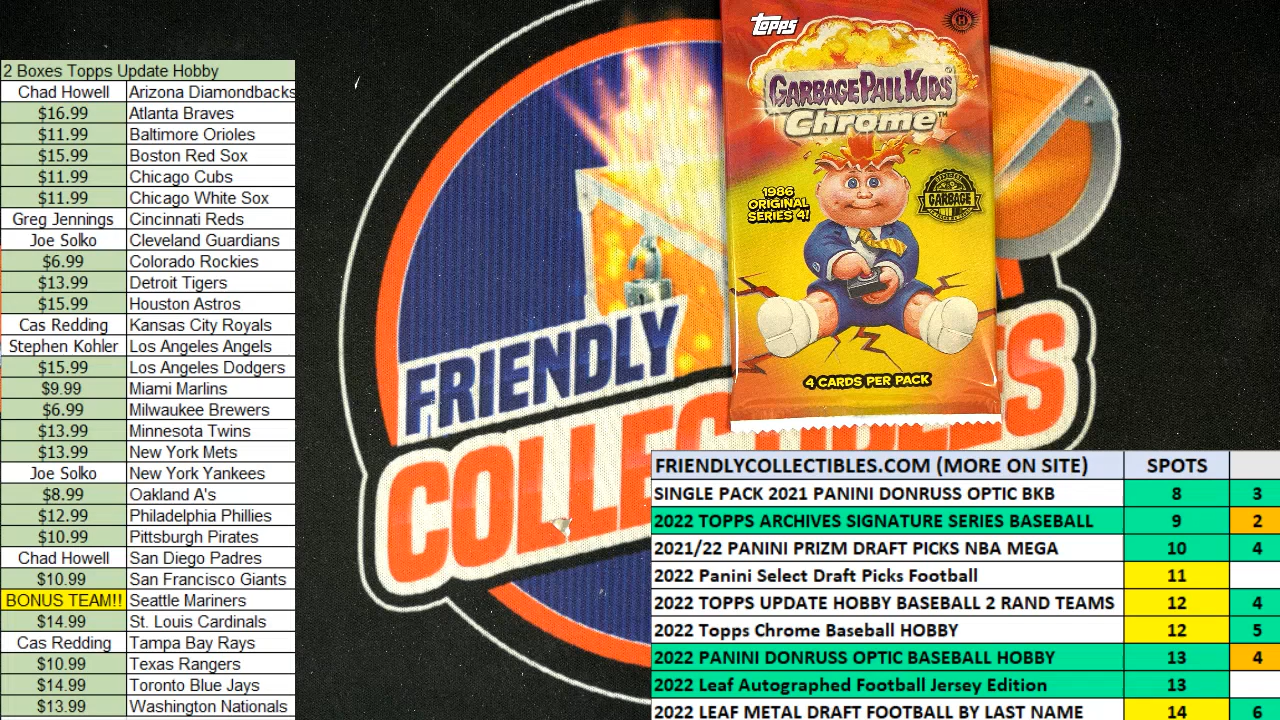 2 Boxes Topps Update Hobby
Chad Howell Arizona Diamondbacks
$16.99 Atlanta Braves
$11.99 Baltimore Orioles
$15.99 Boston Red Sox
$11.99 Chicago Cubs
$11.99 Chicago White Sox
Greg Jennings Cincinnati Reds
Joe Solko Cleveland Guardians
$6.99 Colorado Rockies
$13.99 Detroit Tigers
$15.99 Houston Astros
Cas Redding Kansas City Royals
Stephen Kohler Los Angeles Angels
$15.99 Los Angeles Dodgers
$9.99 Miami Marlins
$6.99 Milwaukee Brewers
$13.99 Minnesota Twins
$13.99 New York Mets
Joe Solko New York Yankees
$8.99 Oakland A's
$12.99 Philadelphia Phillies
$10.99 Pittsburgh Pirates
Chad Howell San Diego Padres
$10.99 San Francisco Giants
BONUS TEAM!! Seattle Mariners
$14.99 St. Louis Cardinals
Cas Redding Tampa Bay Rays
$10.99 Texas Rangers
$14.99 Toronto Blue Jays
$13.99 Washington Nationals
FRIENDLY
COLLECTIBLES
Topps
H
GARBAGE PAIL KIDS
Chrome™
1986
ORIGINAL
SERIES 4!
GARBAGE
4 CARDS PER PACK
FRIENDLYCOLLECTIBLES.COM (MORE ON SITE) SPOTS
SINGLE PACK 2021 PANINI DONRUSS OPTIC BKB 8 3
2022 TOPPS ARCHIVES SIGNATURE SERIES BASEBALL 9 2
2021/22 PANINI PRIZM DRAFT PICKS NBA MEGA 10 4
2022 Panini Select Draft Picks Football 11
2022 TOPPS UPDATE HOBBY BASEBALL 2 RAND TEAMS 12 4
2022 Topps Chrome Baseball HOBBY 12 5
2022 PANINI DONRUSS OPTIC BASEBALL HOBBY 13 4
2022 Leaf Autographed Football Jersey Edition 13
2022 LEAF METAL DRAFT FOOTBALL BY LAST NAME 14 6